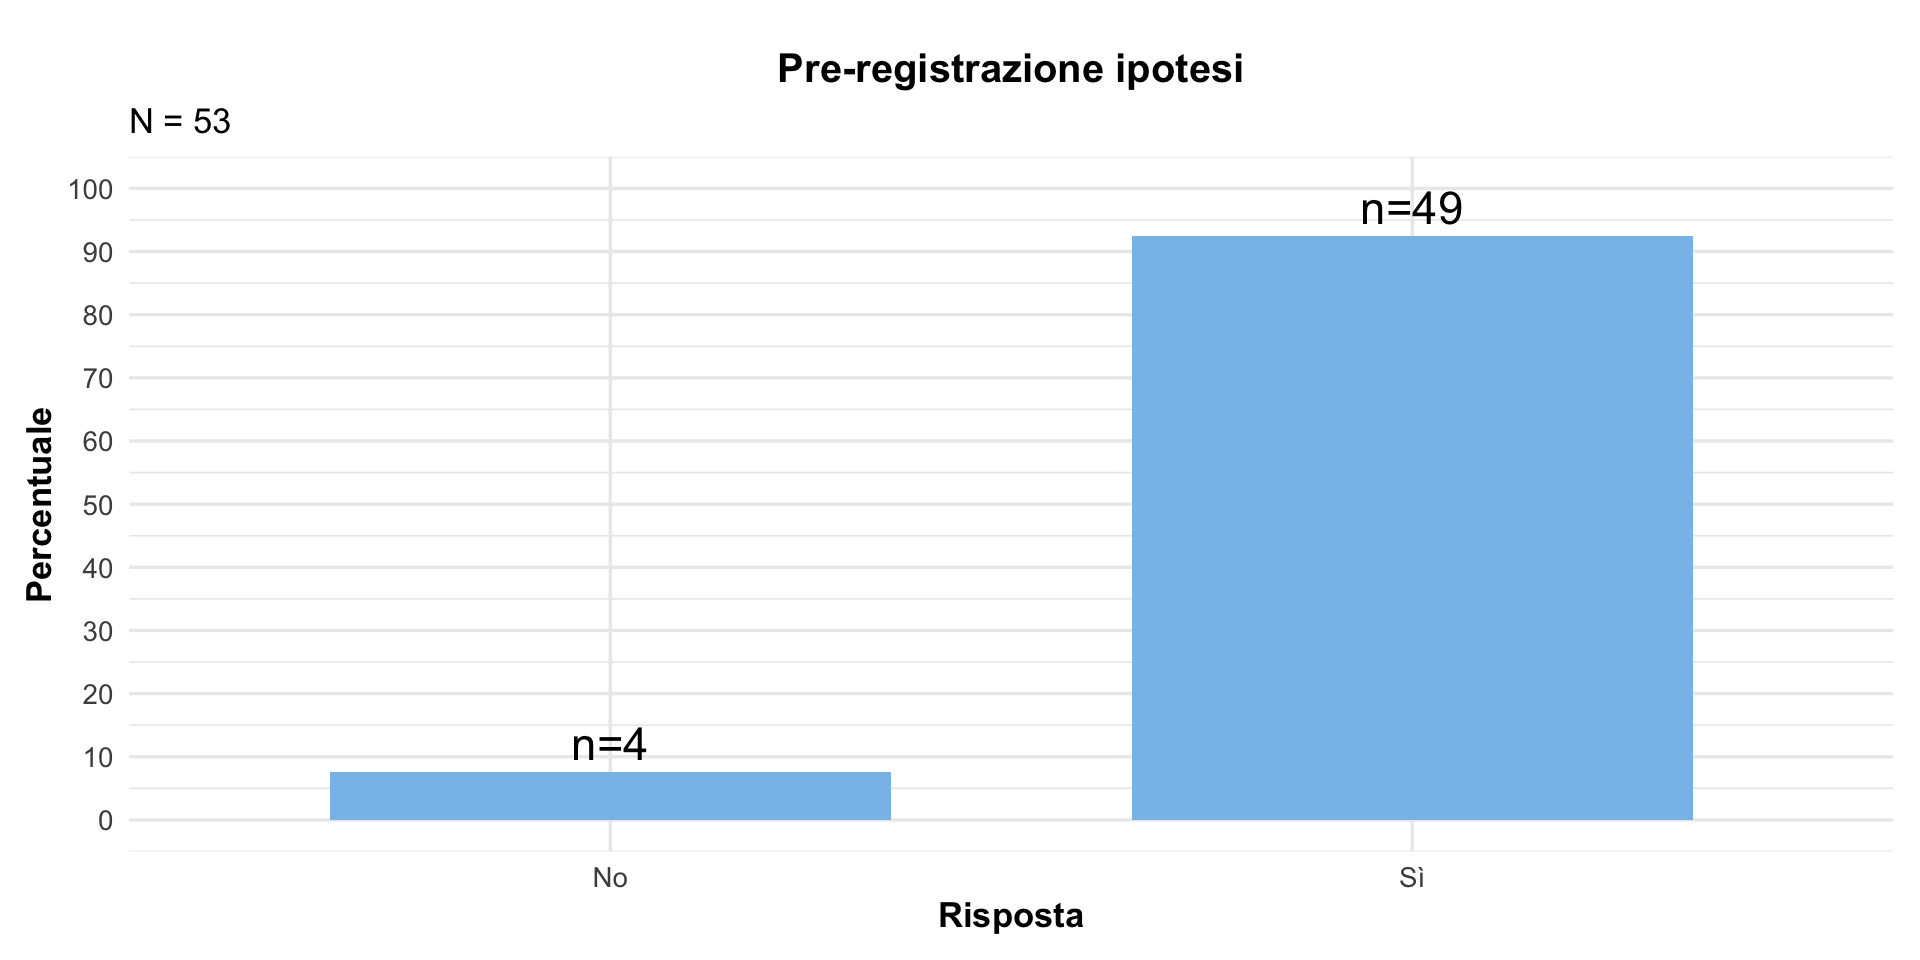 Pre-registrazione ipotesi
N = 53
100
90
80
70
60
50
40
30
20
10
0
Percentuale
n=4
n=49
No
Sì
Risposta